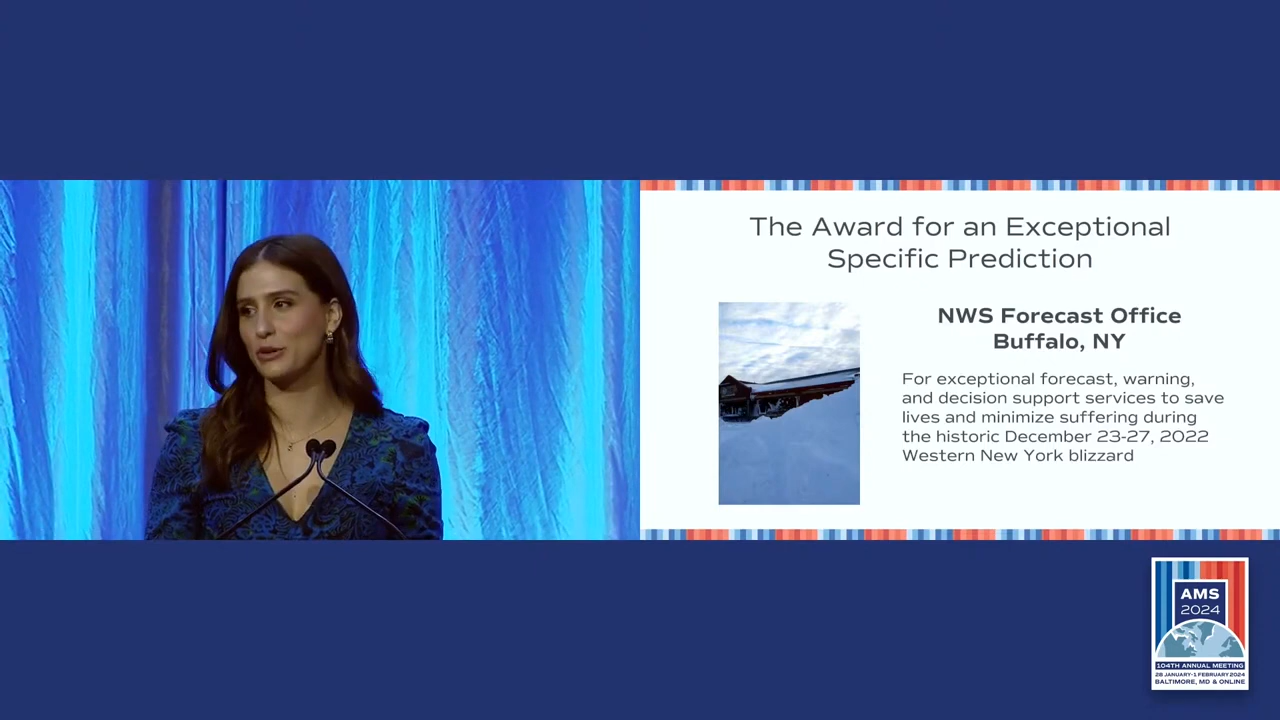 The Award for an Exceptional
Specific Prediction
NWS Forecast Office
Buffalo, NY
For exceptional forecast, warning,
and decision support services to save
lives and minimize suffering during
the historic December 23-27, 2022
Western New York blizzard
AMS
2024
104TH ANNUAL MEETING
28 JANUARY-1 FEBRUARY 2024
BALTIMORE, MD & ONLINE